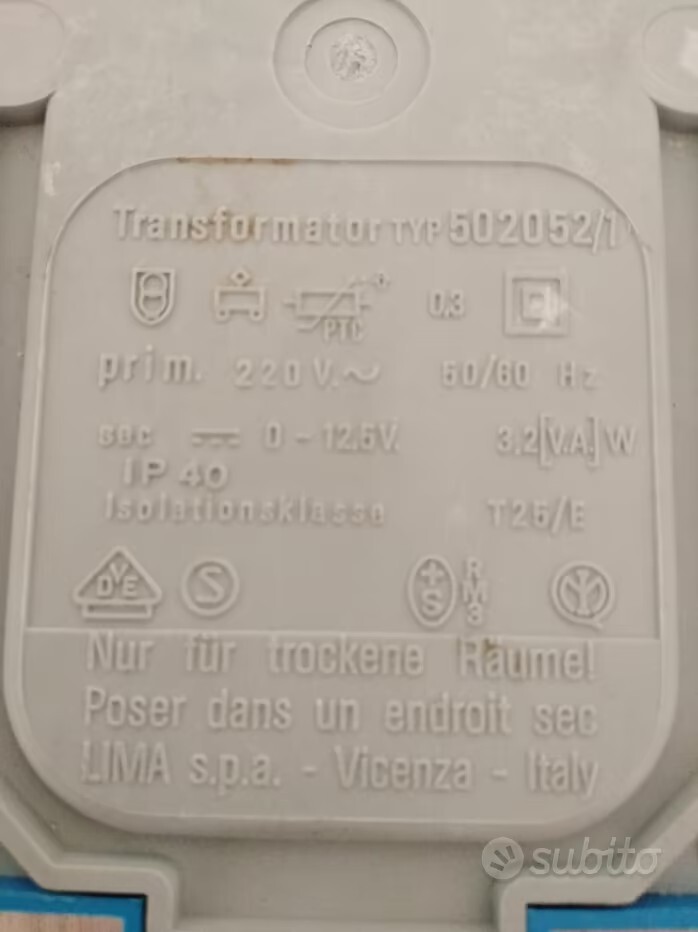 Transformator TYP 502052/1
PTC 0.3
prim. 220 V.~ 50/60 Hz
sec ⎓ 0 - 12.5V. 3.2[V.A.] W
IP 40
Isolationsklasse T25/E
DVE S +S RM3
Nur für trockene Räume!
Poser dans un endroit sec
LIMA s.p.a. - Vicenza - Italy
subito